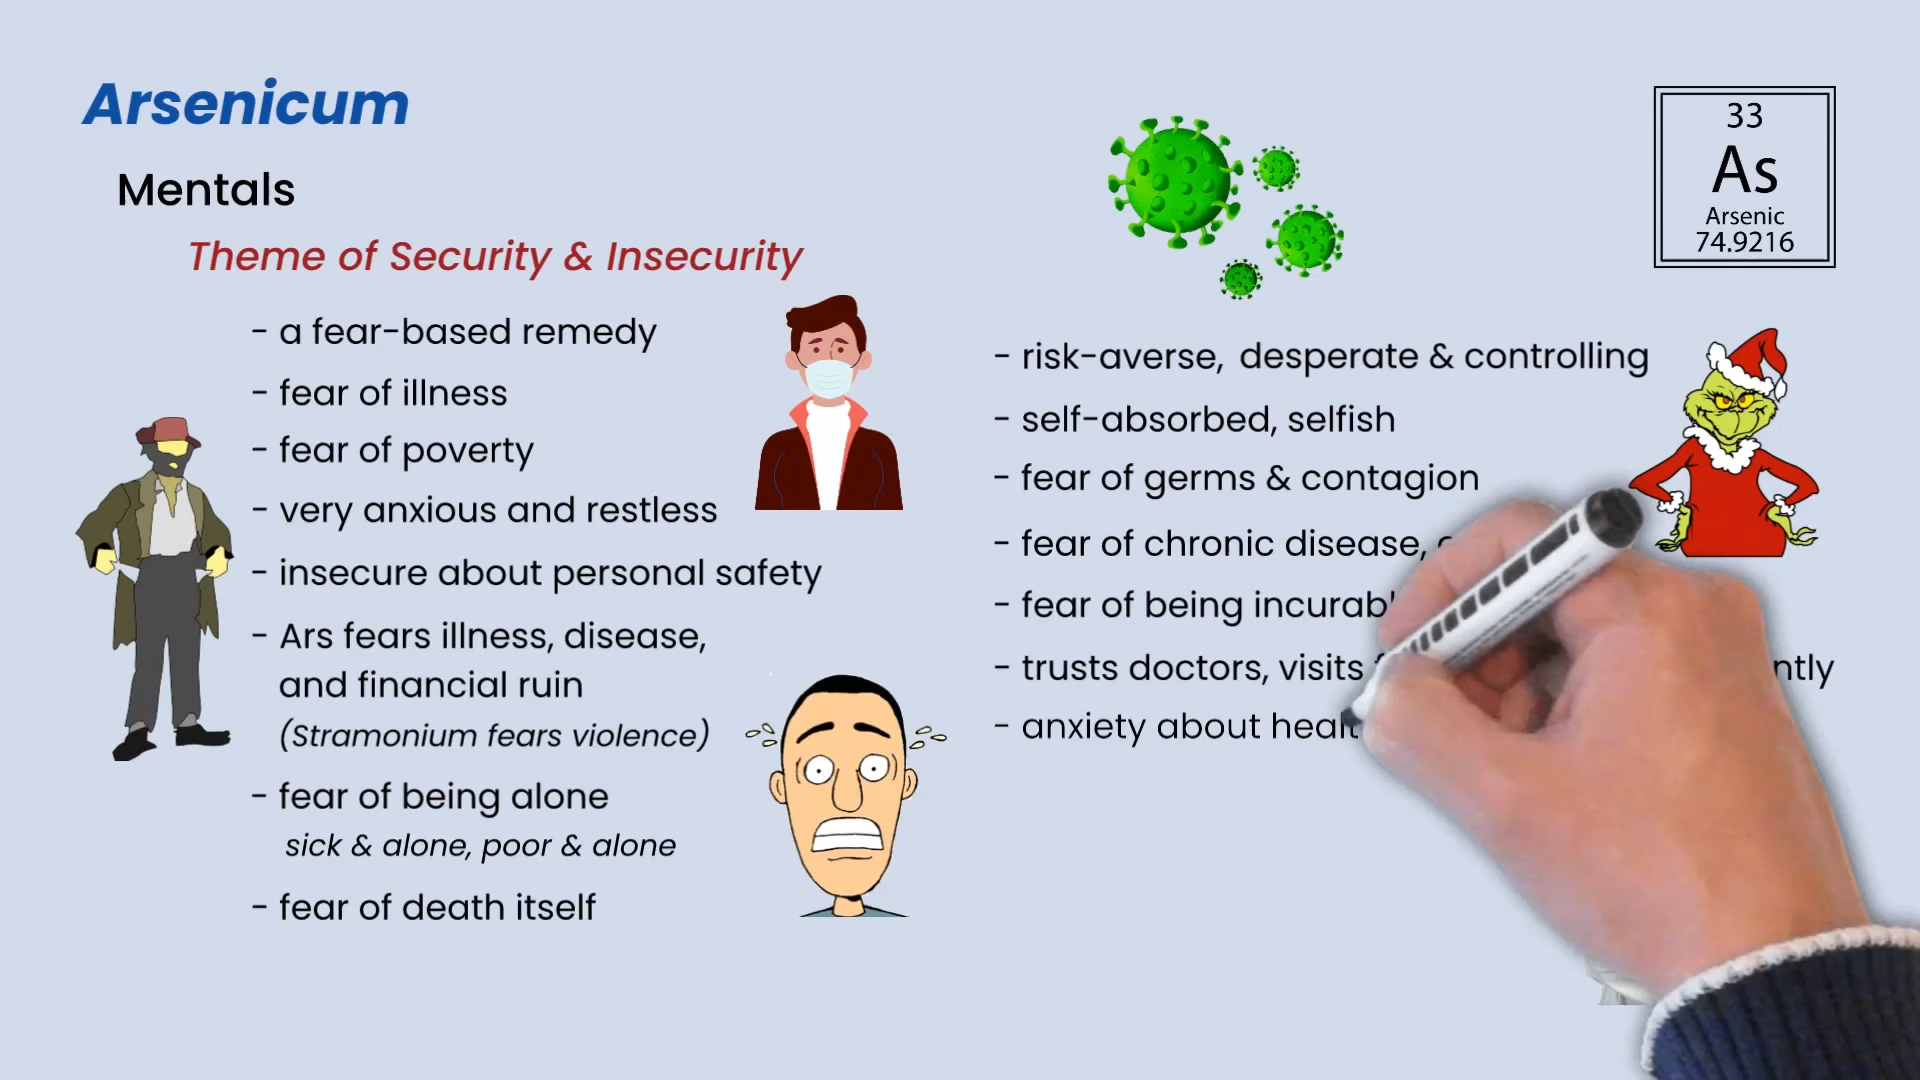 Arsenicum
Mentals
Theme of Security & Insecurity
- a fear-based remedy
- fear of illness
- fear of poverty
- very anxious and restless
- insecure about personal safety
- Ars fears illness, disease,
and financial ruin
(Stramonium fears violence)
- fear of being alone
sick & alone, poor & alone
- fear of death itself
33
As
Arsenic
74.9216
- risk-averse, desperate & controlling
- self-absorbed, selfish
- fear of germs & contagion
- fear of chronic disease,
- fear of being
- trusts doctors, visits
- anxiety about